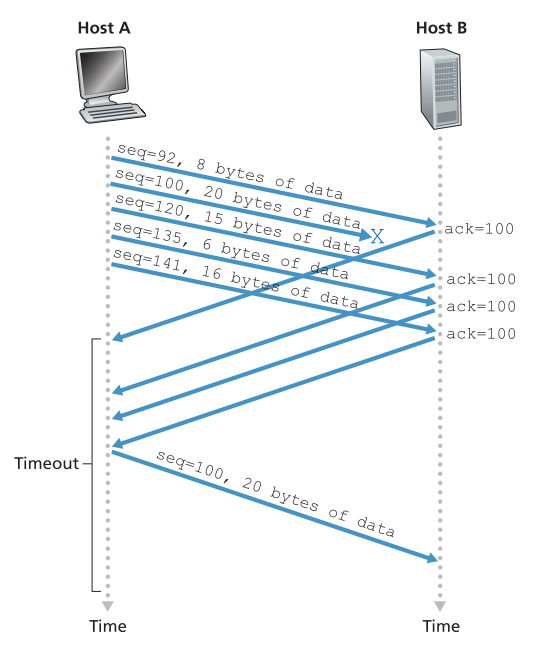 Host A
Host B
seq=92, 8 bytes of data
seq=100, 20 bytes of data
X
seq=120, 15 bytes of data
seq=135, 6 bytes of data
seq=141, 16 bytes of data
ack=100
ack=100
ack=100
ack=100
Timeout
seq=100, 20 bytes of data
Time
Time